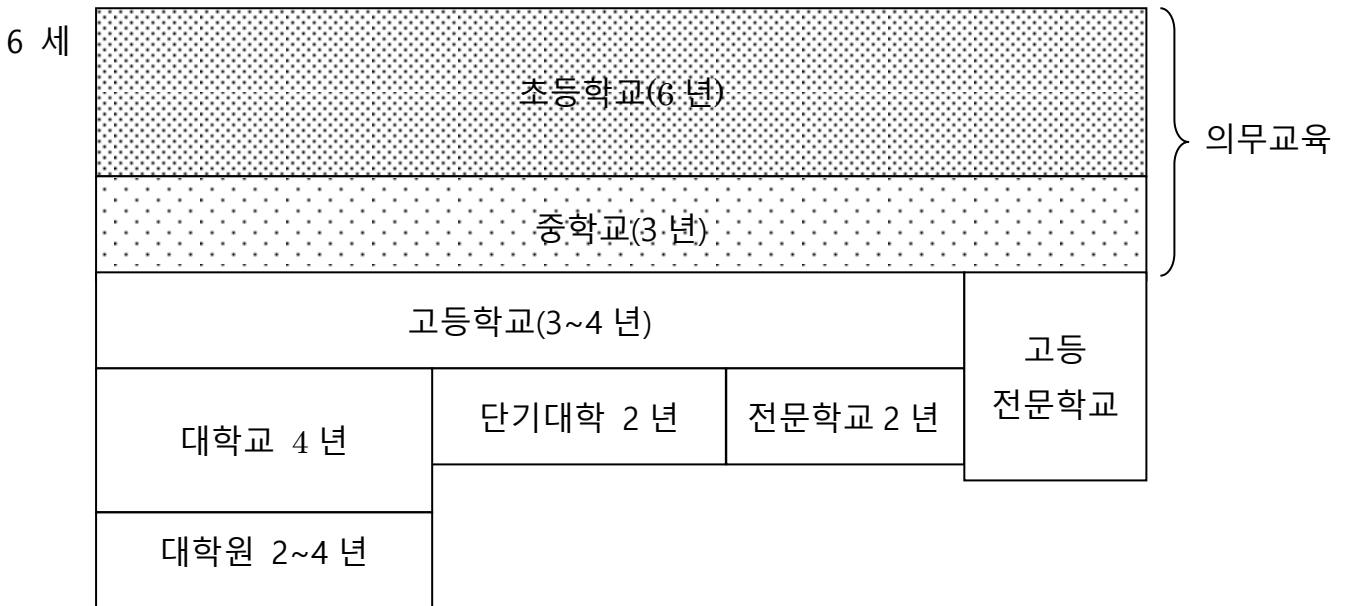 6 세
초등학교(6 년)
의무교육
중학교(3 년)
고등학교(3~4 년)
고등
전문학교
대학교 4 년
단기대학 2 년
전문학교 2 년
대학원 2~4 년